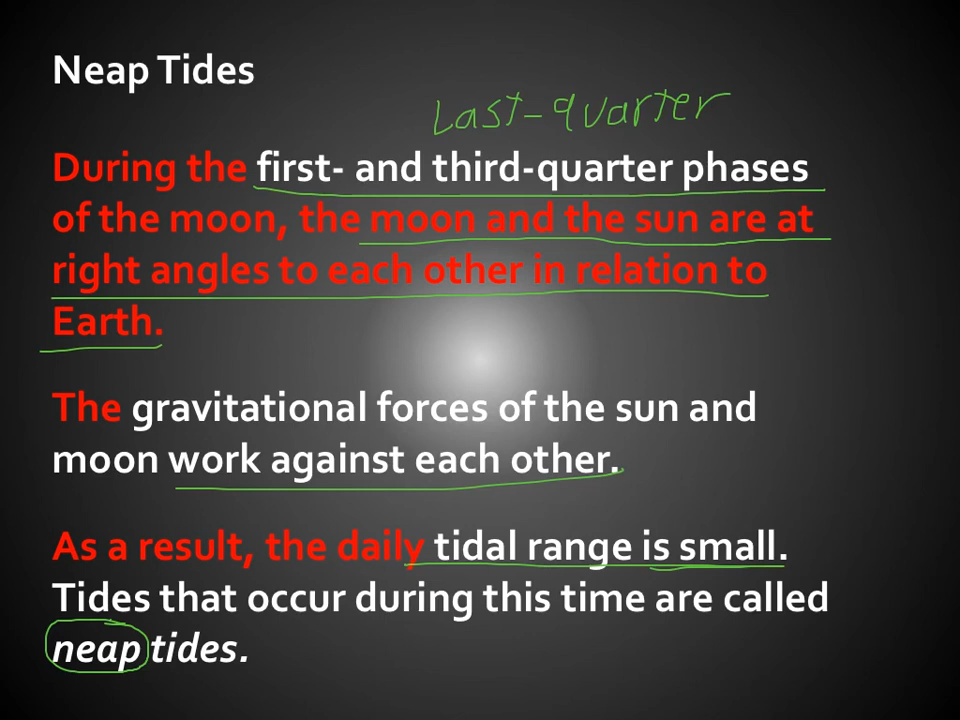 Neap Tides
Last-quarter
During the first- and third-quarter phases
of the moon, the moon and the sun are at
right angles to each other in relation to
Earth.
The gravitational forces of the sun and
moon work against each other.
As a result, the daily tidal range is small.
Tides that occur during this time are called
neap tides.